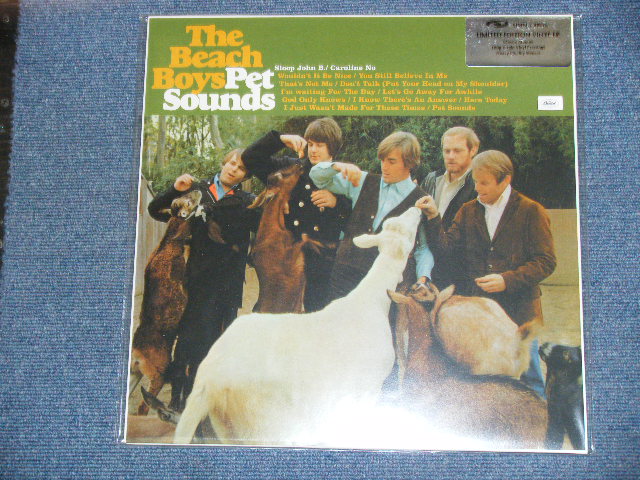 The
Beach
Boys Pet
Sounds
Sloop John B./Caroline No
Wouldn't It Be Nice/You Still Believe In Me
That's Not Me/Don't Talk (Put Your Head on My Shoulder)
I'm waiting For The Day/Let's Go Away For Awhile
God Only Knows/I Know There's An Answer/Here Today
I Just Wasn't Made For These Times/Pet Sounds
LIMITED EDITION VINYL LP
Capitol